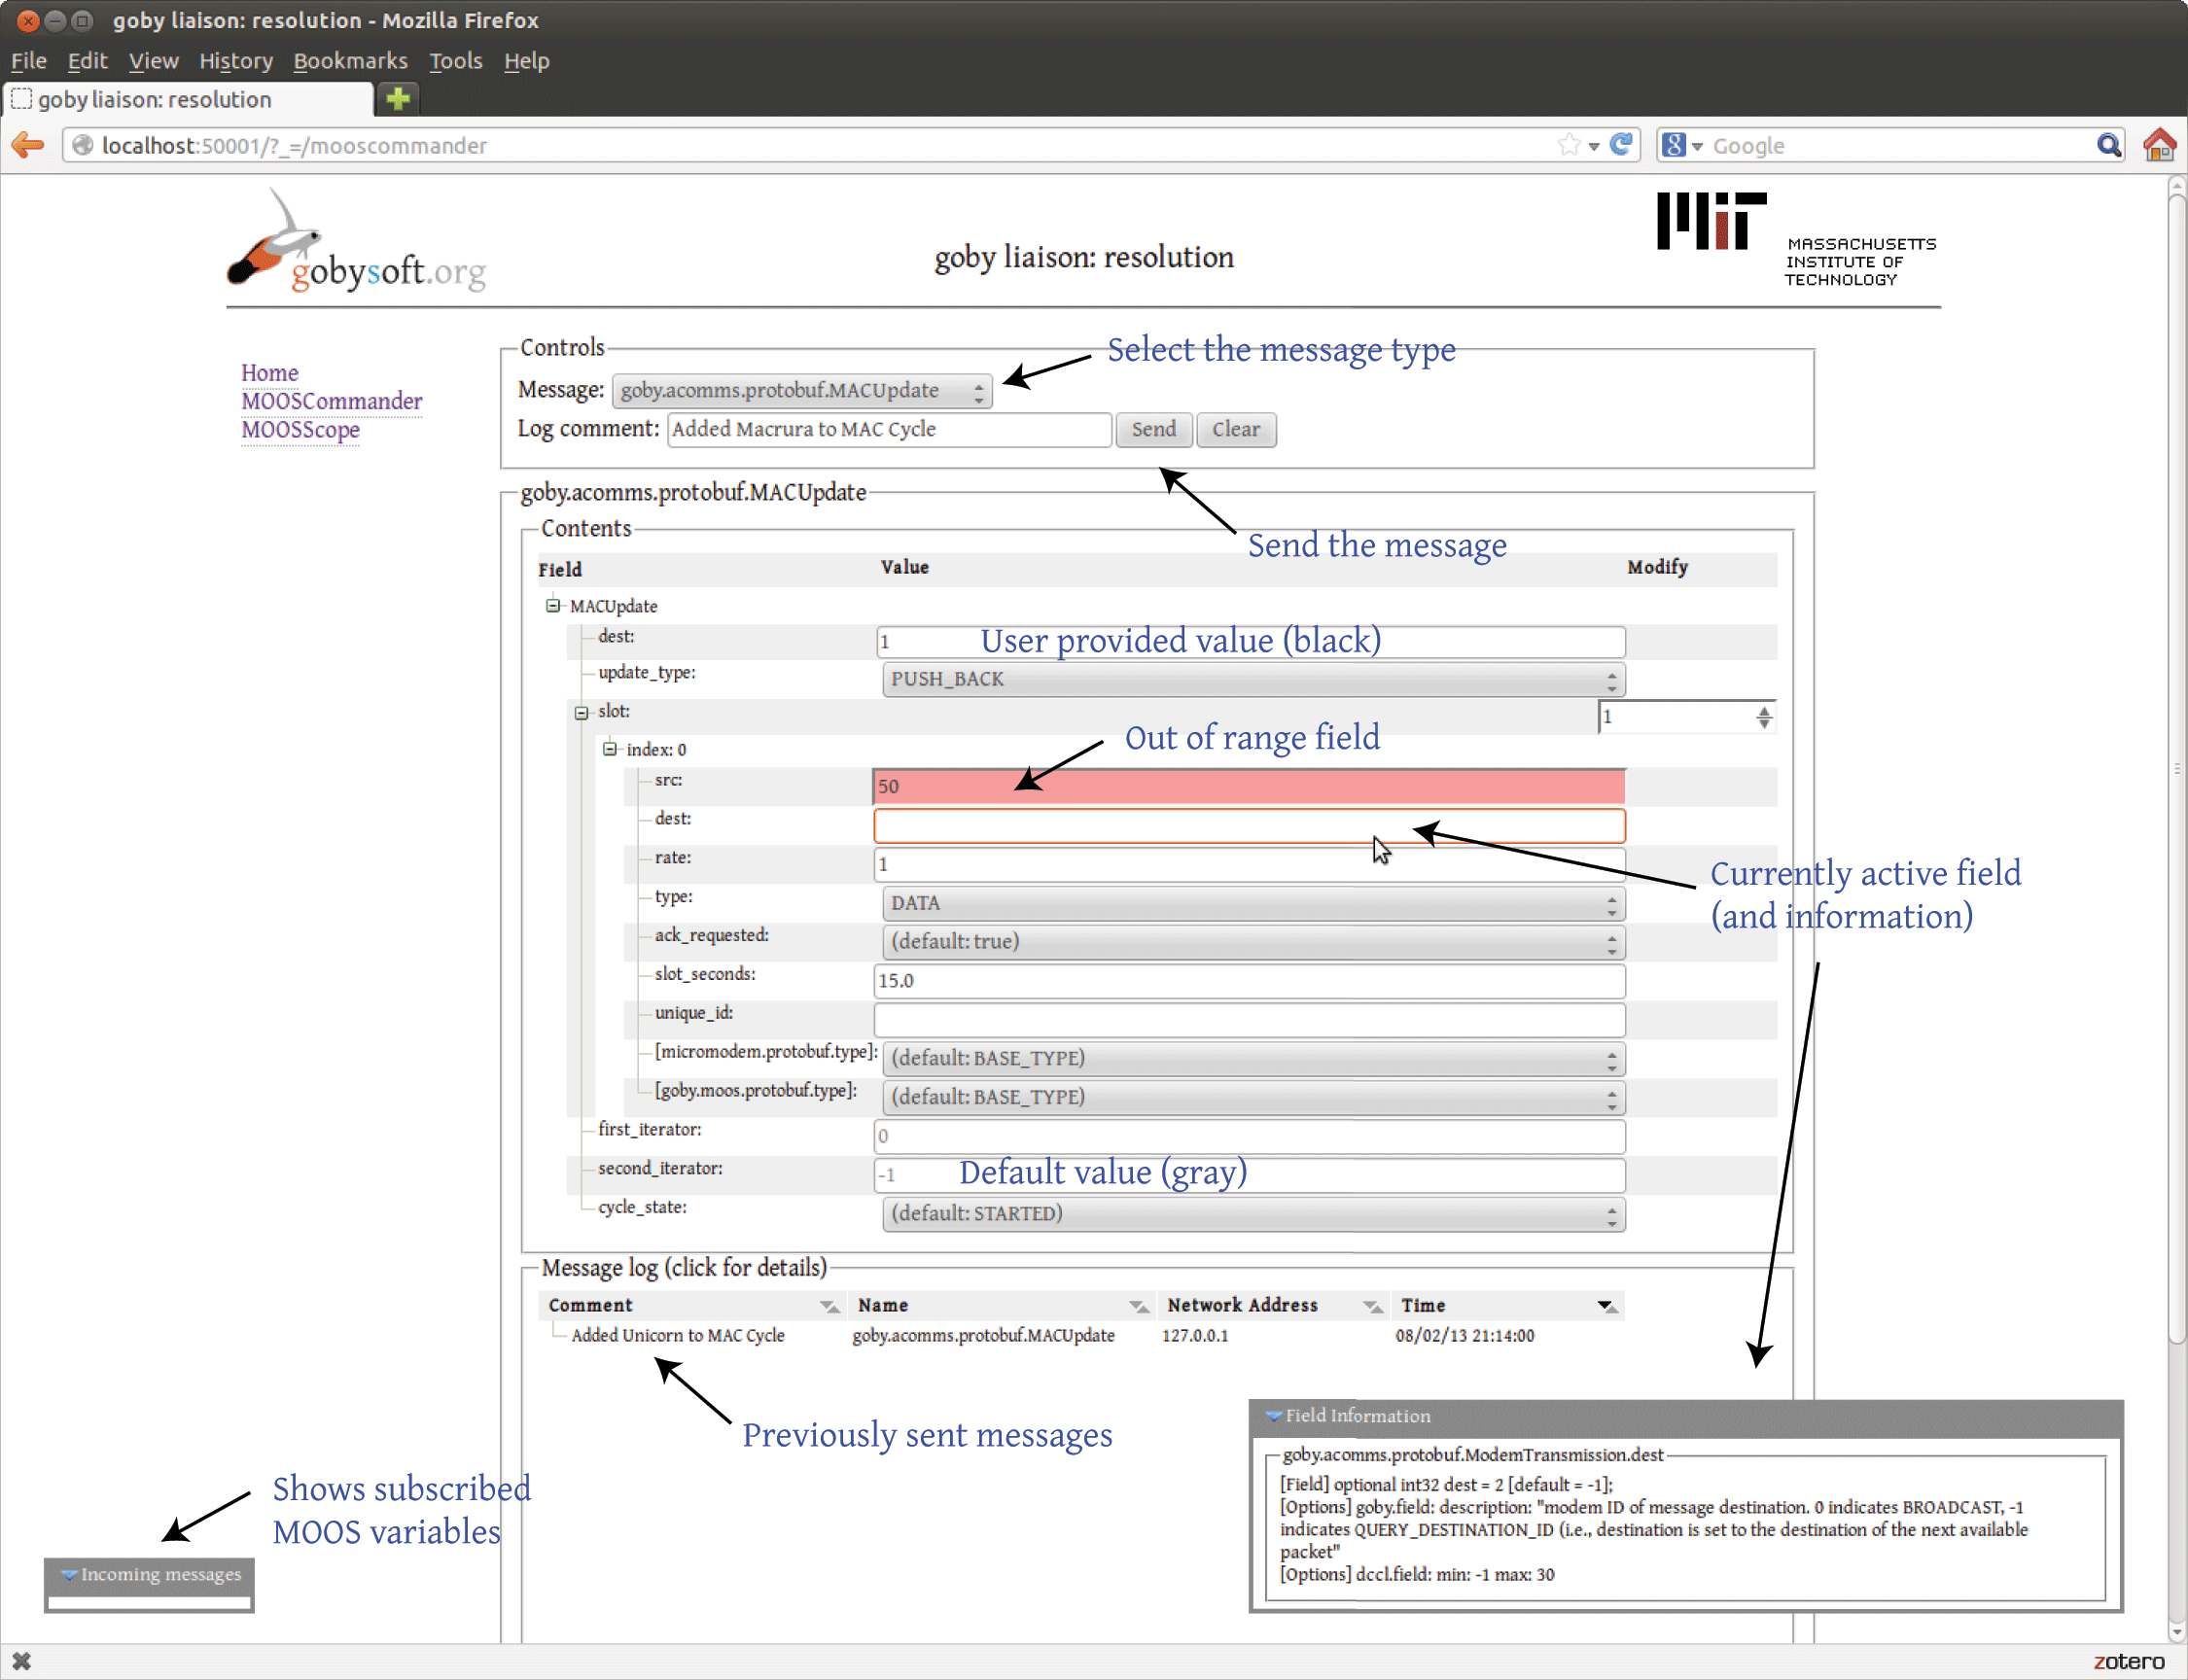 goby liaison: resolution - Mozilla Firefox
File Edit View History Bookmarks Tools Help
goby liaison: resolution
localhost:50001/?_=/mooscommander
Google
gobysoft.org
goby liaison: resolution
MIT
MASSACHUSETTS
INSTITUTE OF
TECHNOLOGY
Home
MOOSCommander
MOOSScope
Controls
Select the message type
Message: goby.acomms.protobuf.MACUpdate
Log comment: Added Macrura to MAC Cycle Send Clear
goby.acomms.protobuf.MACUpdate
Contents
Send the message
Field Value Modify
MACUpdate
dest: 1 User provided value (black)
update_type: PUSH_BACK
slot: 1
Out of range field
index: 0
src: 50
dest:
rate: 1
Currently active field
(and information)
type: DATA
ack_requested: (default: true)
slot_seconds: 15.0
unique_id:
[micromodem.protobuf.type]: (default: BASE_TYPE)
[goby.moos.protobuf.type]: (default: BASE_TYPE)
first_iterator: 0
second_iterator: -1 Default value (gray)
cycle_state: (default: STARTED)
Message log (click for details)
Comment Name Network Address Time
Added Unicorn to MAC Cycle goby.acomms.protobuf.MACUpdate 127.0.0.1 08/02/13 21:14:00
Previously sent messages
Shows subscribed
MOOS variables
Incoming messages
Field Information
goby.acomms.protobuf.ModemTransmission.dest
[Field] optional int32 dest = 2 [default = -1];
[Options] goby.field: description: "modem ID of message destination. 0 indicates BROADCAST, -1
indicates QUERY_DESTINATION_ID (i.e., destination is set to the destination of the next available
packet"
[Options] dccl.field: min: -1 max: 30
zotero